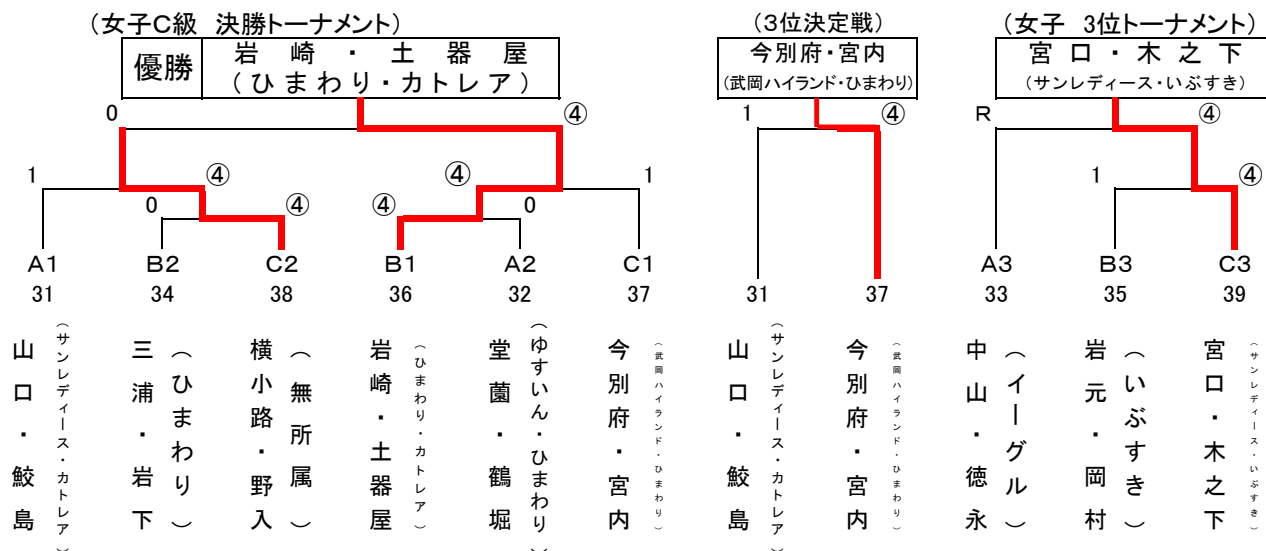 (女子C級 決勝トーナメント)
優勝
岩崎・土器屋
(ひまわり・カトレア)
0
④
1
④
④
1
0
④
④
0
A1
B2
C2
B1
A2
C1
31
34
38
36
32
37
山口・鮫島
(サンレディース・カトレア)
三浦・岩下
(ひまわり)
横小路・野入
(無所属)
岩崎・土器屋
(ひまわり・カトレア)
堂薗・鶴堀
(ゆすいん・ひまわり)
今別府・宮内
(武岡ハイランド・ひまわり)
(3位決定戦)
今別府・宮内
(武岡ハイランド・ひまわり)
1
④
31
37
山口・鮫島
(サンレディース・カトレア)
今別府・宮内
(武岡ハイランド・ひまわり)
(女子 3位トーナメント)
宮口・木之下
(サンレディース・いぶすき)
R
④
1
④
A3
B3
C3
33
35
39
中山・徳永
(イーグル)
岩元・岡村
(いぶすき)
宮口・木之下
(サンレディース・いぶすき)